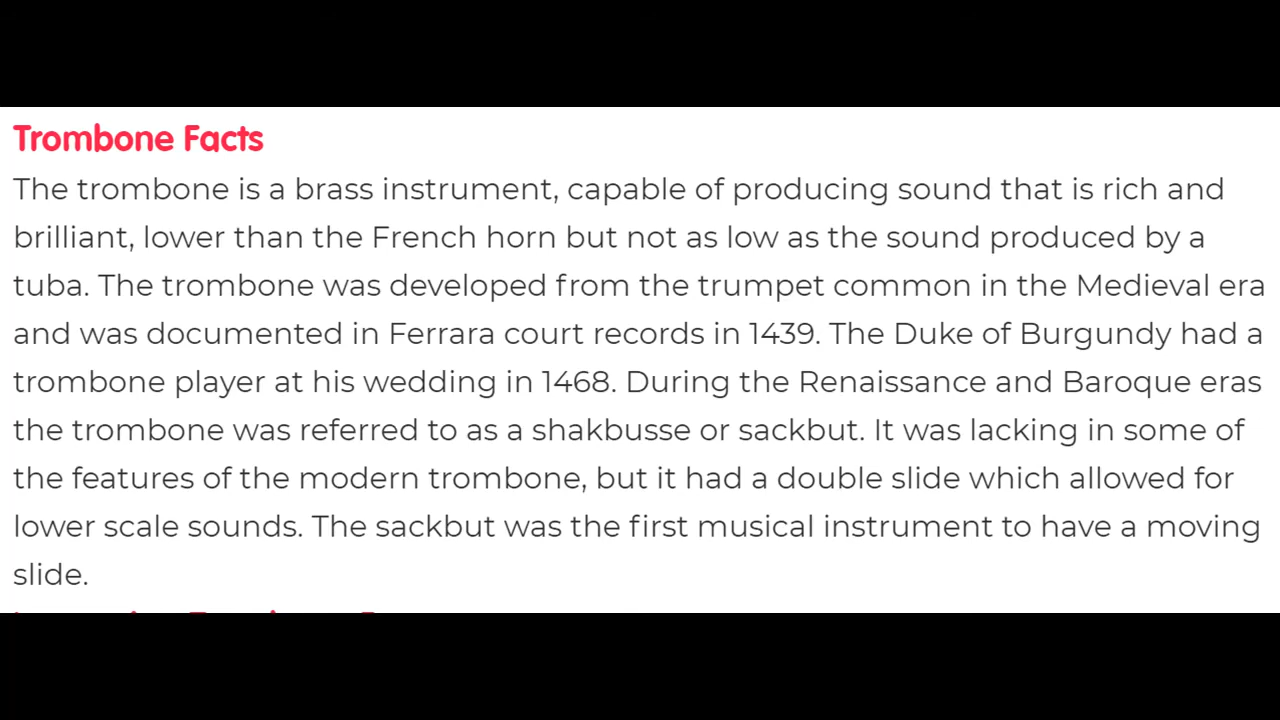 Trombone Facts
The trombone is a brass instrument, capable of producing sound that is rich and
brilliant, lower than the French horn but not as low as the sound produced by a
tuba. The trombone was developed from the trumpet common in the Medieval era
and was documented in Ferrara court records in 1439. The Duke of Burgundy had a
trombone player at his wedding in 1468. During the Renaissance and Baroque eras
the trombone was referred to as a shakbusse or sackbut. It was lacking in some of
the features of the modern trombone, but it had a double slide which allowed for
lower scale sounds. The sackbut was the first musical instrument to have a moving
slide.